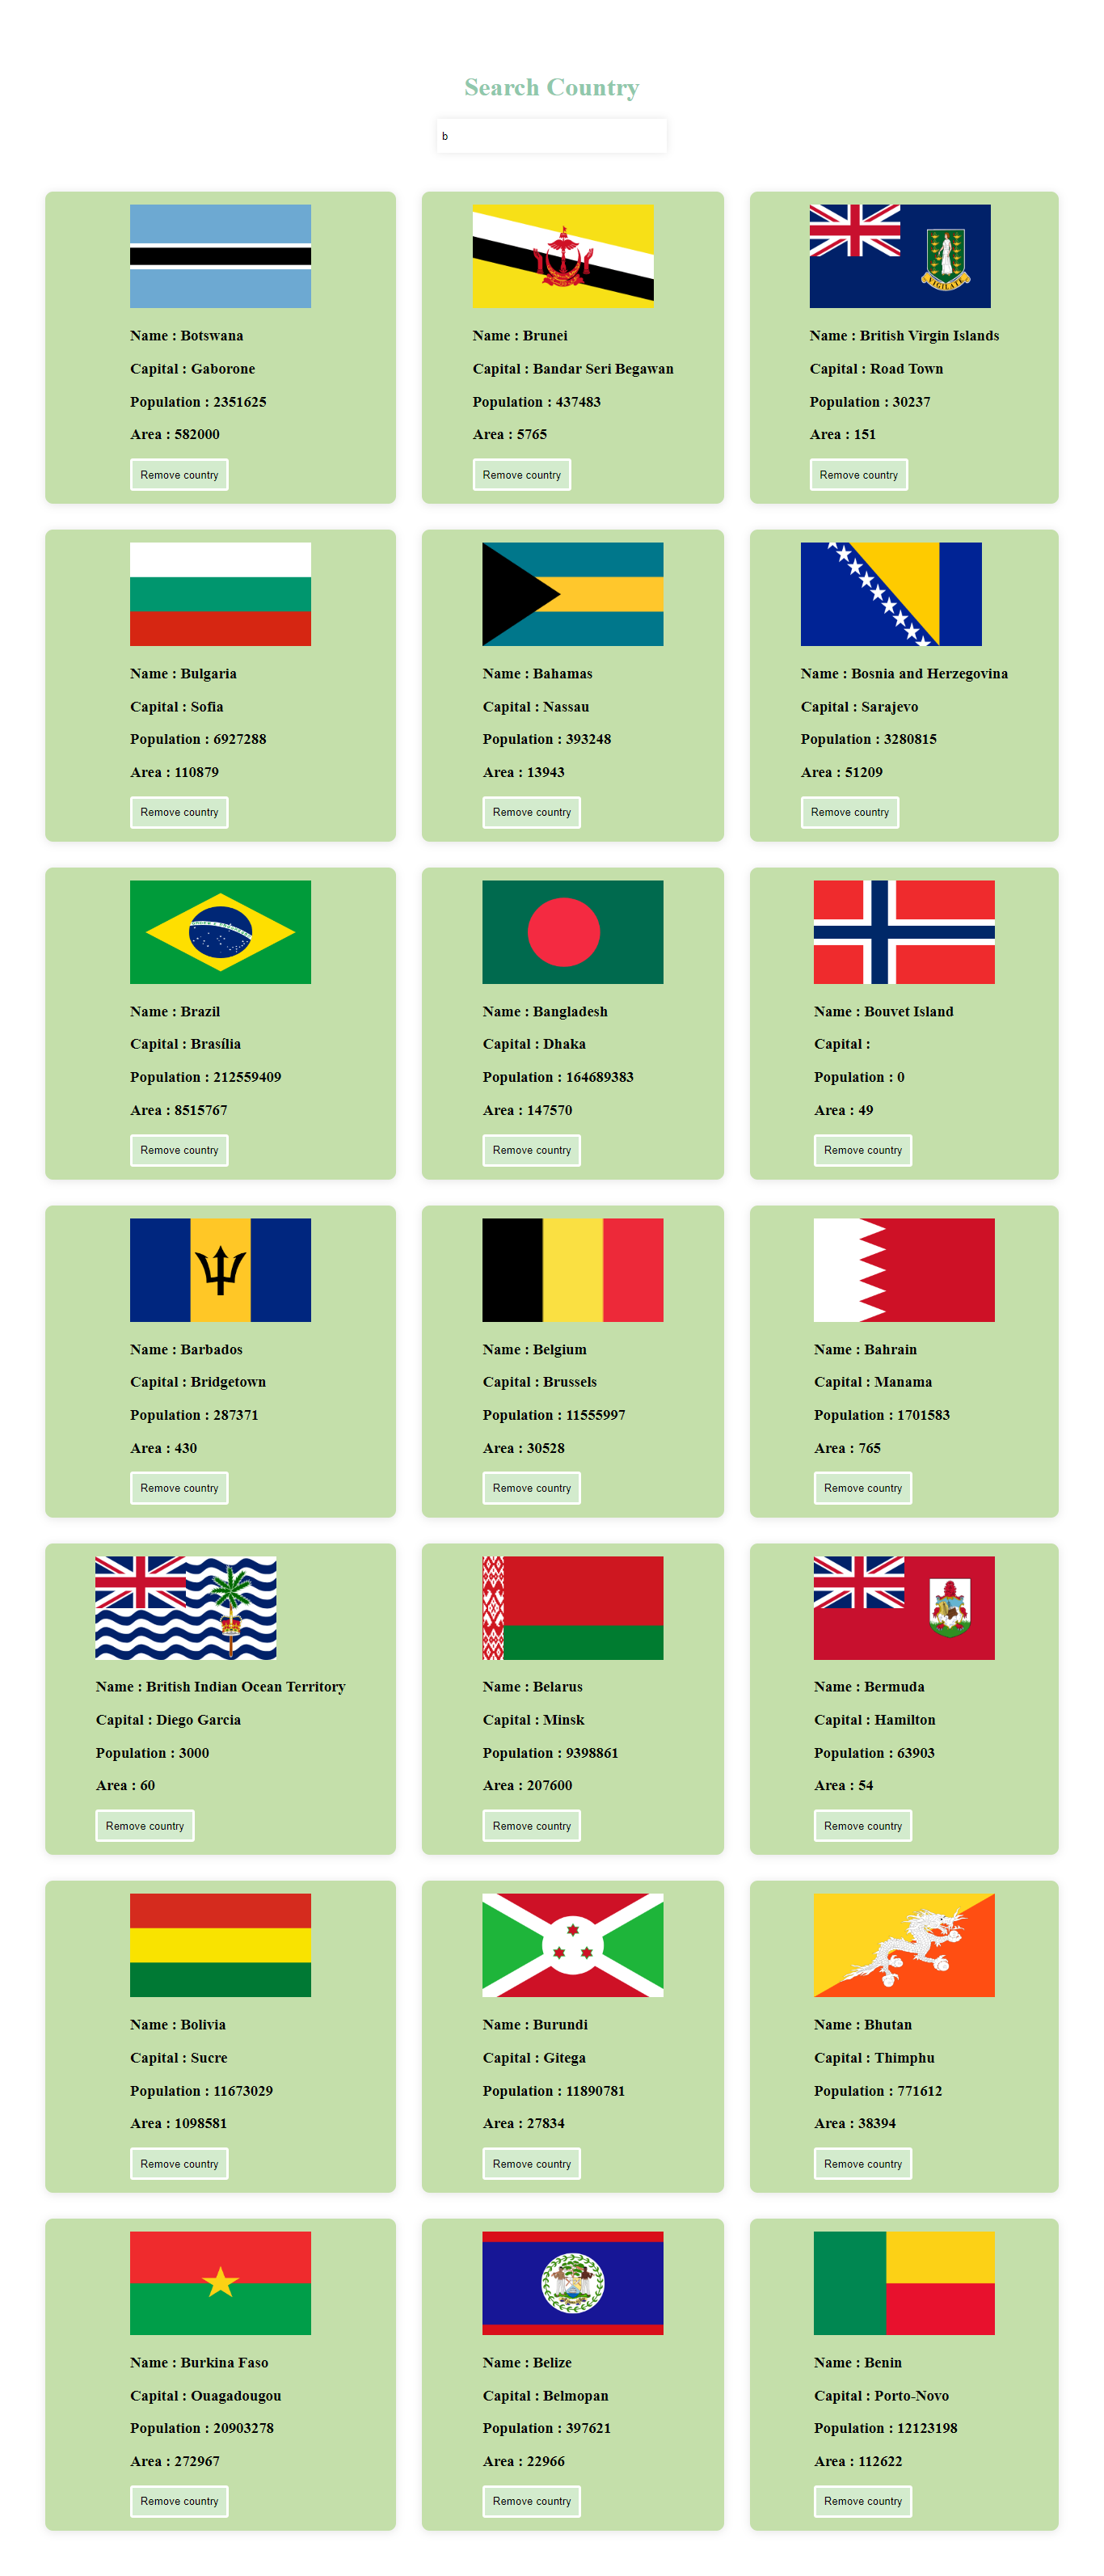 Search Country
b
Name : Botswana
Capital : Gaborone
Population : 2351625
Area : 582000
Remove country
Name : Brunei
Capital : Bandar Seri Begawan
Population : 437483
Area : 5765
Remove country
VIGILATE
Name : British Virgin Islands
Capital : Road Town
Population : 30237
Area : 151
Remove country
Name : Bulgaria
Capital : Sofia
Population : 6927288
Area : 110879
Remove country
Name : Bahamas
Capital : Nassau
Population : 393248
Area : 13943
Remove country
Name : Bosnia and Herzegovina
Capital : Sarajevo
Population : 3280815
Area : 51209
Remove country
Name : Brazil
Capital : Brasília
Population : 212559409
Area : 8515767
Remove country
Name : Bangladesh
Capital : Dhaka
Population : 164689383
Area : 147570
Remove country
Name : Bouvet Island
Capital :
Population : 0
Area : 49
Remove country
Name : Barbados
Capital : Bridgetown
Population : 287371
Area : 430
Remove country
Name : Belgium
Capital : Brussels
Population : 11555997
Area : 30528
Remove country
Name : Bahrain
Capital : Manama
Population : 1701583
Area : 765
Remove country
Name : British Indian Ocean Territory
Capital : Diego Garcia
Population : 3000
Area : 60
Remove country
Name : Belarus
Capital : Minsk
Population : 9398861
Area : 207600
Remove country
Name : Bermuda
Capital : Hamilton
Population : 63903
Area : 54
Remove country
Name : Bolivia
Capital : Sucre
Population : 11673029
Area : 1098581
Remove country
Name : Burundi
Capital : Gitega
Population : 11890781
Area : 27834
Remove country
Name : Bhutan
Capital : Thimphu
Population : 771612
Area : 38394
Remove country
Name : Burkina Faso
Capital : Ouagadougou
Population : 20903278
Area : 272967
Remove country
Name : Belize
Capital : Belmopan
Population : 397621
Area : 22966
Remove country
Name : Benin
Capital : Porto-Novo
Population : 12123198
Area : 112622
Remove country